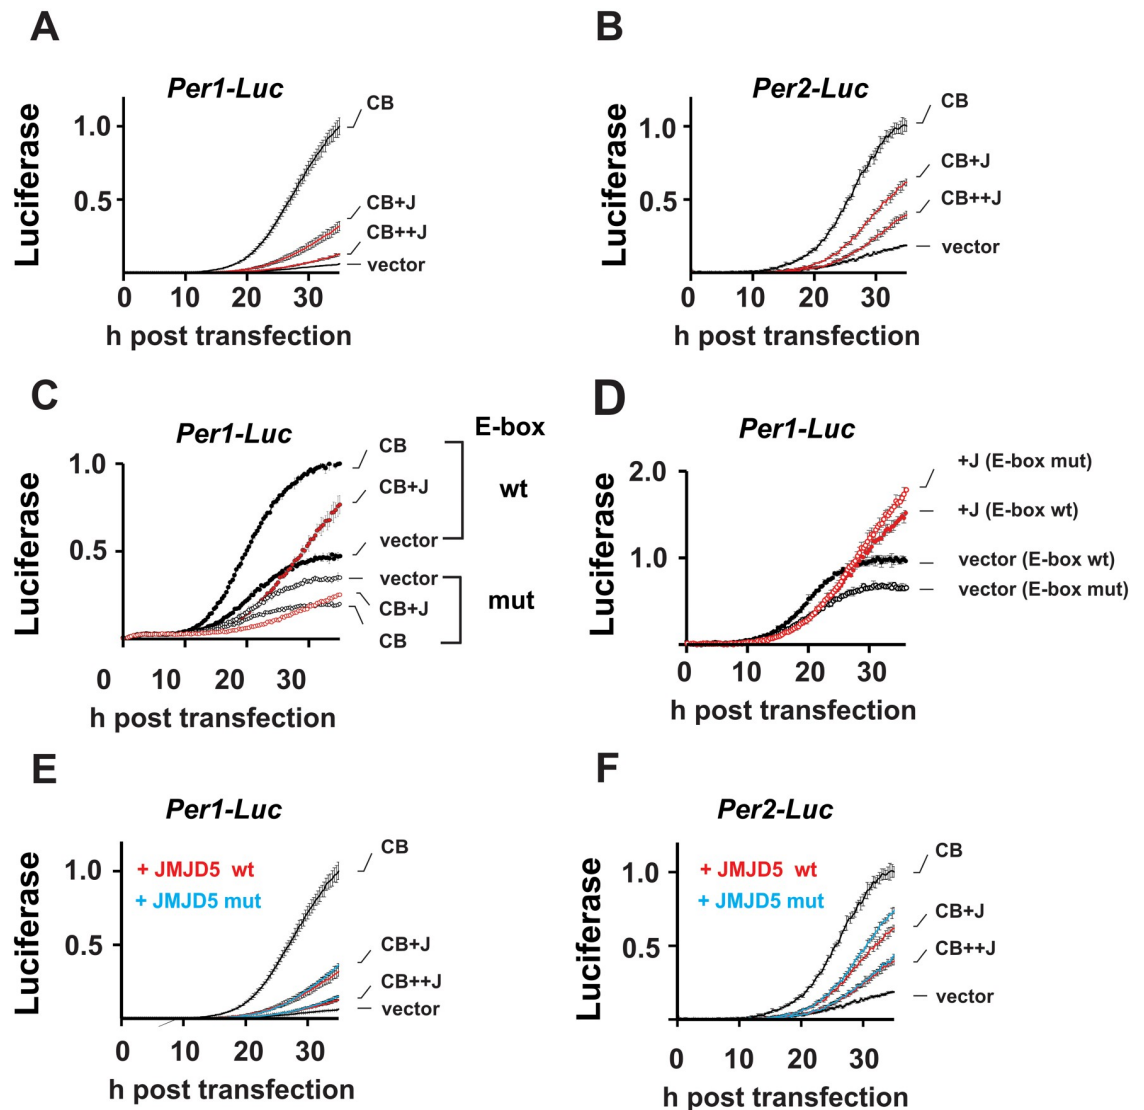 A
Per1-Luc
Luciferase
1.0
0.5
CB
CB+J
CB++J
vector
0 10 20 30
h post transfection
B
Per2-Luc
Luciferase
1.0
0.5
CB
CB+J
CB++J
vector
0 10 20 30
h post transfection
C
Per1-Luc
E-box
Luciferase
1.0
0.5
CB
CB+J
vector
wt
vector
CB+J
CB
mut
0 10 20 30
h post transfection
D
Per1-Luc
Luciferase
2.0
1.0
+J (E-box mut)
+J (E-box wt)
vector (E-box wt)
vector (E-box mut)
0 10 20 30
h post transfection
E
Per1-Luc
Luciferase
1.0
0.5
+ JMJD5 wt
+ JMJD5 mut
CB
CB+J
CB++J
vector
0 10 20 30
h post transfection
F
Per2-Luc
Luciferase
1.0
0.5
+ JMJD5 wt
+ JMJD5 mut
CB
CB+J
CB++J
vector
0 10 20 30
h post transfection